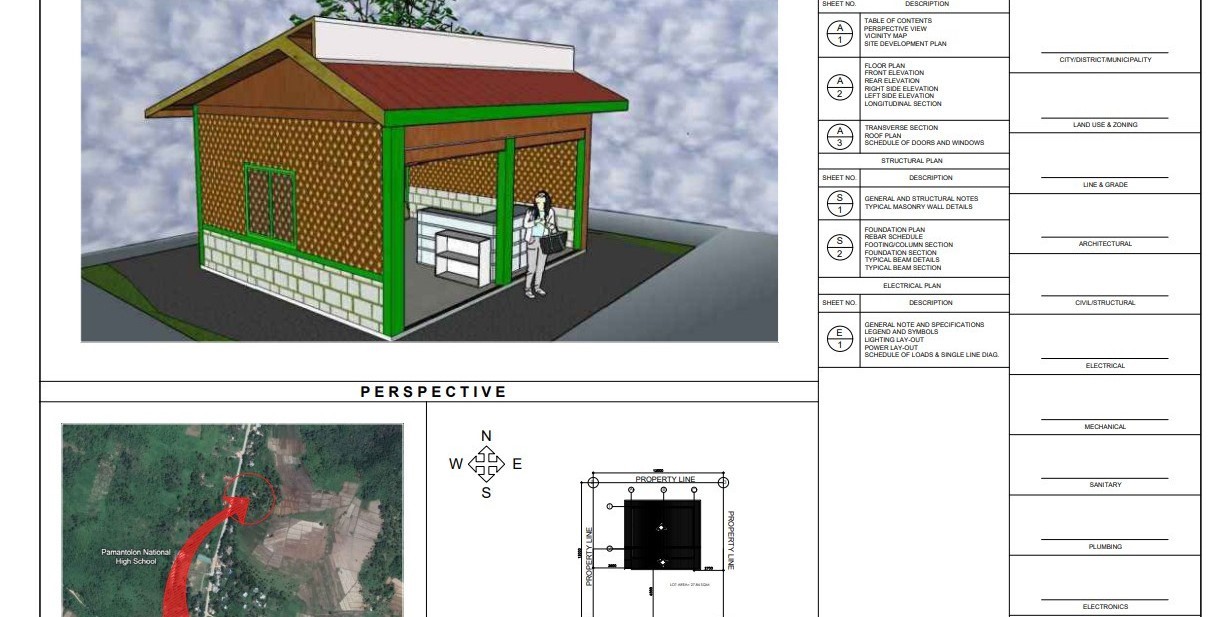 SHEET NO. DESCRIPTION
A
1
TABLE OF CONTENTS
PERSPECTIVE VIEW
VICINITY MAP
SITE DEVELOPMENT PLAN
A
2
FLOOR PLAN
FRONT ELEVATION
REAR ELEVATION
RIGHT SIDE ELEVATION
LEFT SIDE ELEVATION
LONGITUDINAL SECTION
A
3
TRANSVERSE SECTION
ROOF PLAN
SCHEDULE OF DOORS AND WINDOWS
STRUCTURAL PLAN
SHEET NO. DESCRIPTION
S
1
GENERAL AND STRUCTURAL NOTES
TYPICAL MASONRY WALL DETAILS
S
2
FOUNDATION PLAN
REBAR SCHEDULE
FOOTING/COLUMN SECTION
FOUNDATION SECTION
TYPICAL BEAM DETAILS
TYPICAL BEAM SECTION
ELECTRICAL PLAN
SHEET NO. DESCRIPTION
E
1
GENERAL NOTE AND SPECIFICATIONS
LEGEND AND SYMBOLS
LIGHTING LAY-OUT
POWER LAY-OUT
SCHEDULE OF LOADS & SINGLE LINE DIAG.
CITY/DISTRICT/MUNICIPALITY
LAND USE & ZONING
LINE & GRADE
ARCHITECTURAL
CIVIL/STRUCTURAL
ELECTRICAL
MECHANICAL
SANITARY
PLUMBING
ELECTRONICS
PERSPECTIVE
Pamantolon National
High School
N
W E
S
PROPERTY LINE
PROPERTY LINE
PROPERTY LINE